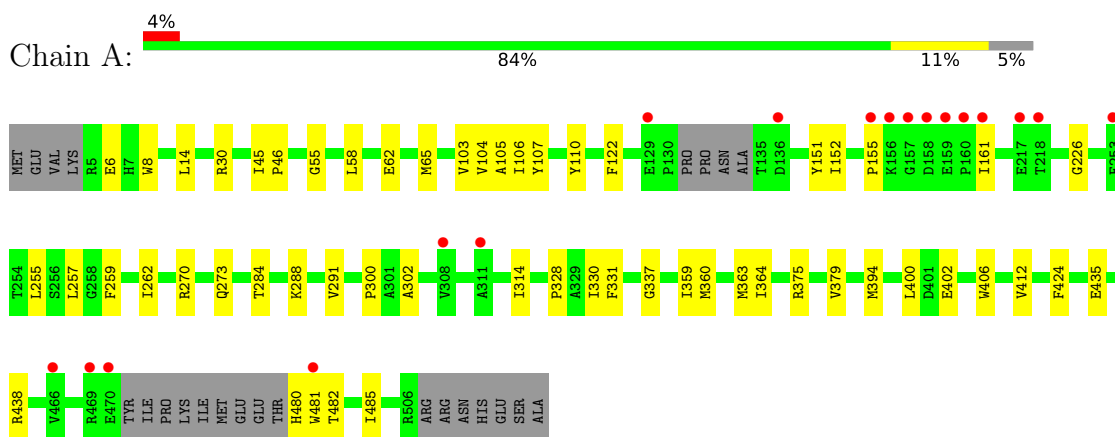 4%
Chain A:
84% 11% 5%
MET GLU VAL LYS R5 E6 H7 W8 L14 R30 I45 P46 G55 L58 E62 M65 V103 V104 A105 I106 Y107 Y110 F122 E129 P130 PRO PRO ASN ALA T135 D136 Y151 I152 P155 K156 G157 D158 E159 P160 I161 E217 T218 G226
T254 L255 S256 L257 G258 F259 I262 R270 Q273 T284 K288 V291 P300 A301 A302 V308 A311 I314 P328 A329 I330 F331 G337 I359 M360 M363 I364 R375 V379 M394 L400 D401 E402 W406 V412 F424 E435
R438 V466 R469 E470 TYR ILE PRO LYS ILE MET GLU GLU THR H480 W481 T482 I485 R506 ARG ARG ASN HIS GLU SER ALA